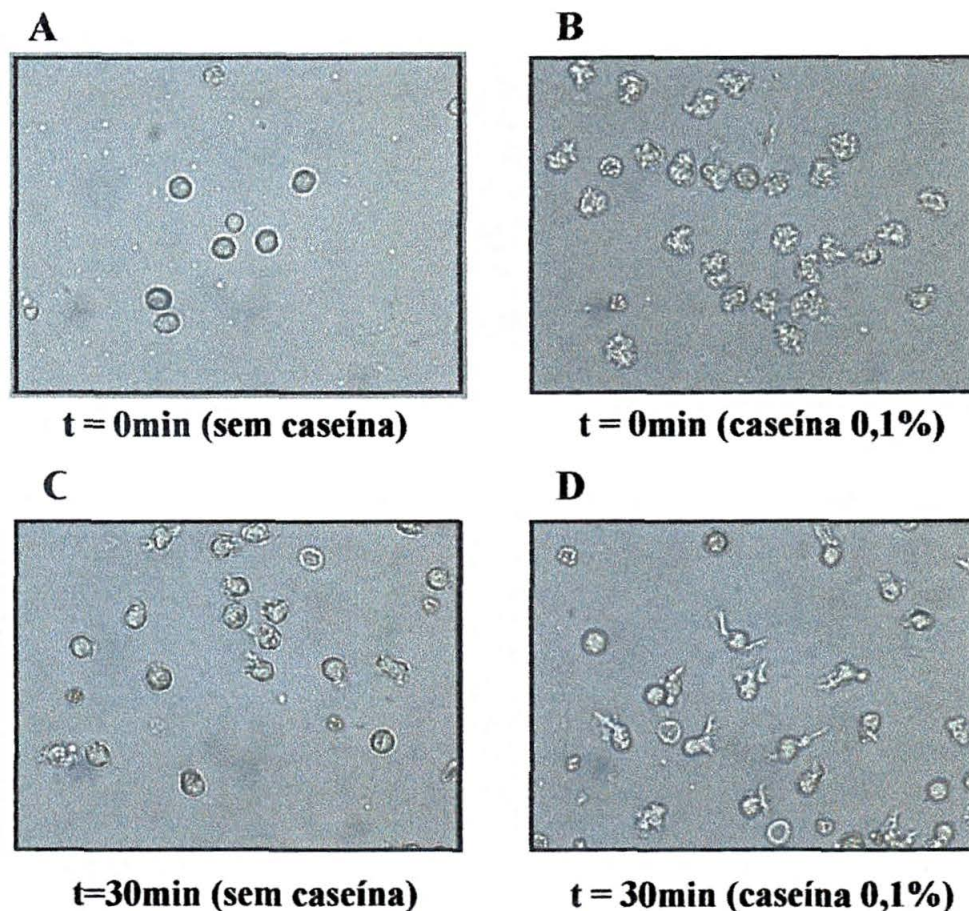 A
B
t = 0min (sem caseína)
t = 0min (caseína 0,1%)
C
D
t=30min (sem caseína)
t = 30min (caseína 0,1%)